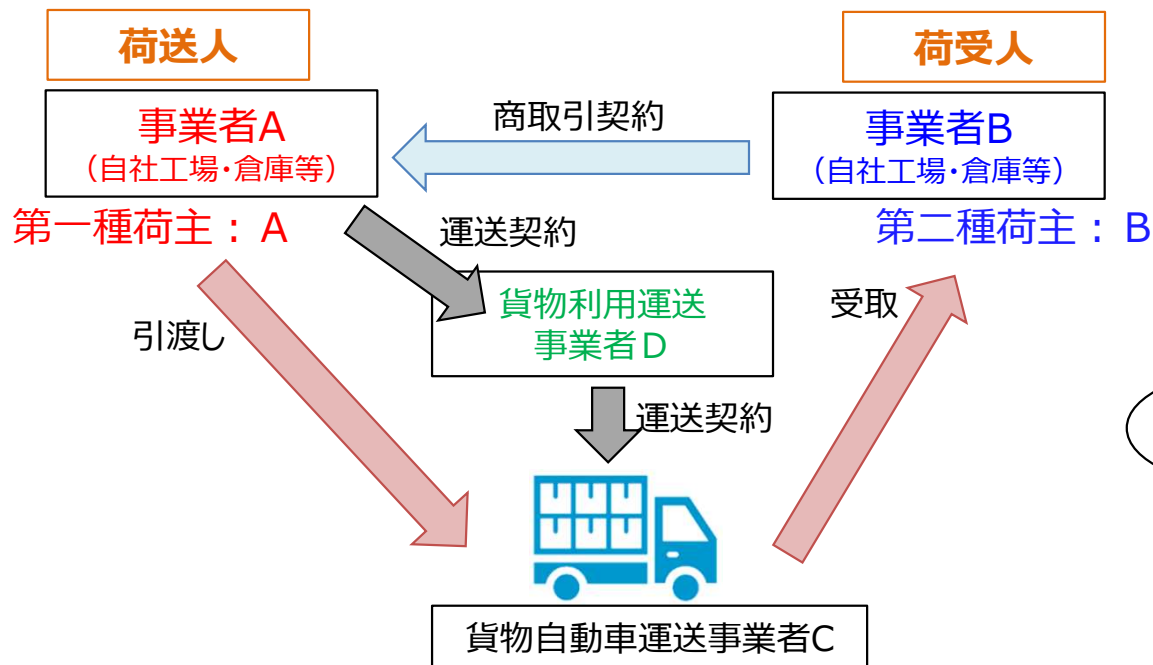 荷送人
荷受人
事業者A
（自社工場・倉庫等）
商取引契約
事業者B
（自社工場・倉庫等）
第一種荷主：A
運送契約
第二種荷主：B
貨物利用運送
事業者D
引渡し
受取
運送契約
貨物自動車運送事業者C